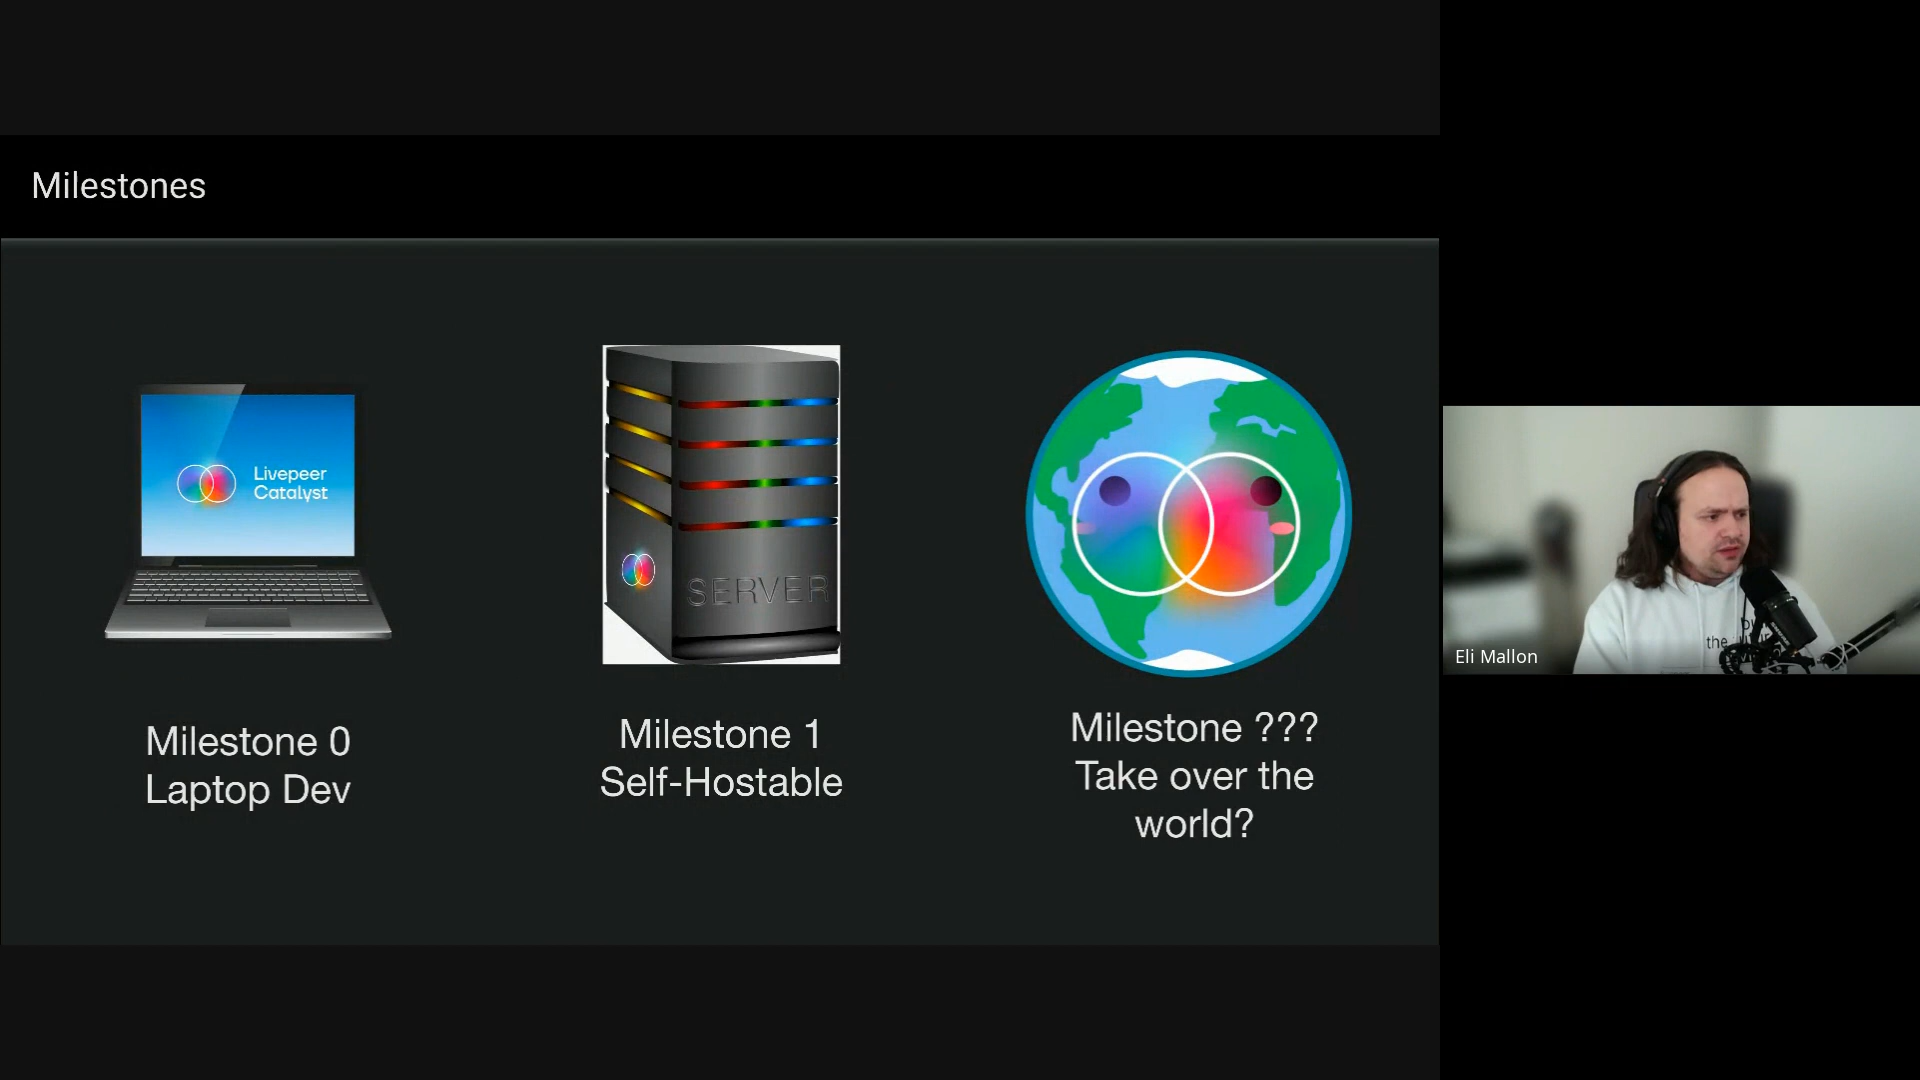 Milestones
Livepeer
Catalyst
SERVER
Milestone 0
Laptop Dev
Milestone 1
Self-Hostable
Milestone ???
Take over the
world?
the
Eli Mallon